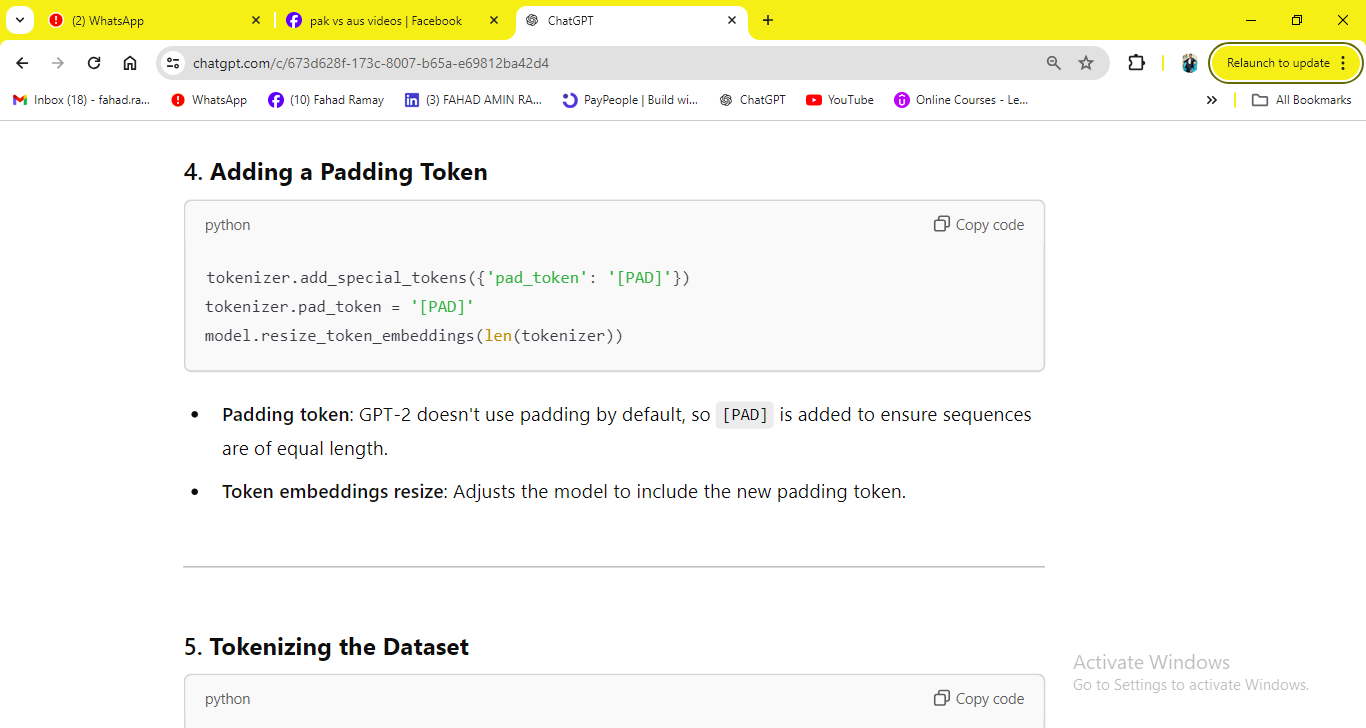 (2) WhatsApp
pak vs aus videos | Facebook
ChatGPT
chatgpt.com/c/673d628f-173c-8007-b65a-e69812ba42d4
Relaunch to update
Inbox (18) - fahad.ra...
WhatsApp
(10) Fahad Ramay
(3) FAHAD AMIN RA...
PayPeople | Build wi...
ChatGPT
YouTube
Online Courses - Le...
All Bookmarks
4. Adding a Padding Token
python
Copy code
tokenizer.add_special_tokens({'pad_token': '[PAD]'})
tokenizer.pad_token = '[PAD]'
model.resize_token_embeddings(len(tokenizer))
• Padding token: GPT-2 doesn't use padding by default, so [PAD] is added to ensure sequences
are of equal length.
• Token embeddings resize: Adjusts the model to include the new padding token.
5. Tokenizing the Dataset
python
Copy code
Activate Windows
Go to Settings to activate Windows.